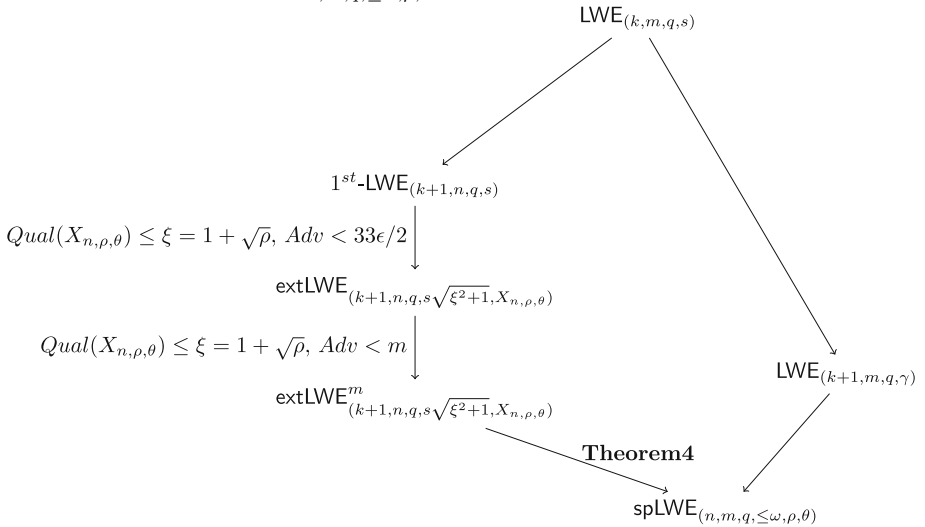 LWE_{(k,m,q,s)}
1^{st}-LWE_{(k+1,n,q,s)}
Qual(X_{n,ρ,θ}) ≤ ξ = 1 + √ρ, Adv < 33ϵ/2
extLWE_{(k+1,n,q,s√(ξ^2+1),X_{n,ρ,θ})}
Qual(X_{n,ρ,θ}) ≤ ξ = 1 + √ρ, Adv < m
LWE_{(k+1,m,q,γ)}
extLWE^m_{(k+1,n,q,s√(ξ^2+1),X_{n,ρ,θ})}
Theorem4
spLWE_{(n,m,q,≤ω,ρ,θ)}